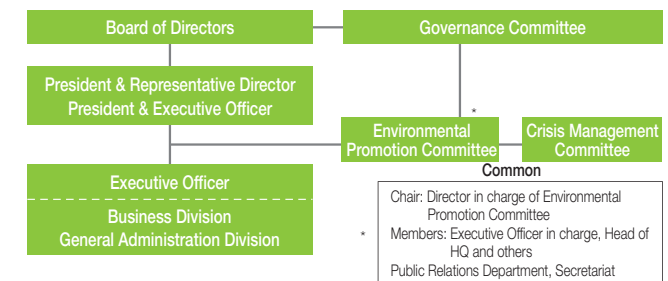 Board of Directors
Governance Committee
President & Representative Director
President & Executive Officer
*
Environmental
Promotion Committee
Crisis Management
Committee
Common
Executive Officer
Business Division
General Administration Division
Chair: Director in charge of Environmental
Promotion Committee
* Members: Executive Officer in charge, Head of
HQ and others
Public Relations Department, Secretariat